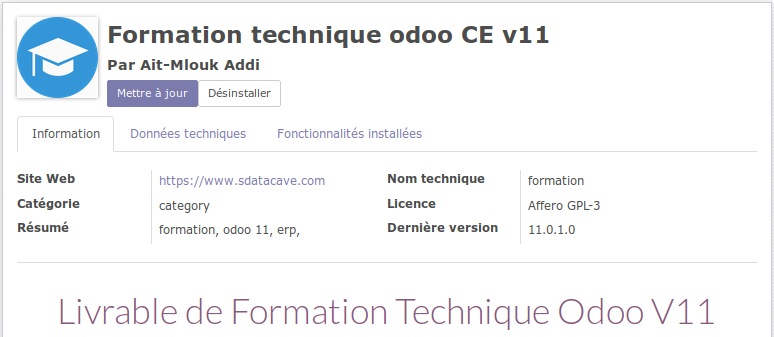 Formation technique odoo CE v11
Par Ait-Mlouk Addi
Mettre à jour Désinstaller
Information Données techniques Fonctionnalités installées
Site Web https://www.sdatacave.com Nom technique formation
Catégorie category Licence Affero GPL-3
Résumé formation, odoo 11, erp, Dernière version 11.0.1.0
Livrable de Formation Technique Odoo V11